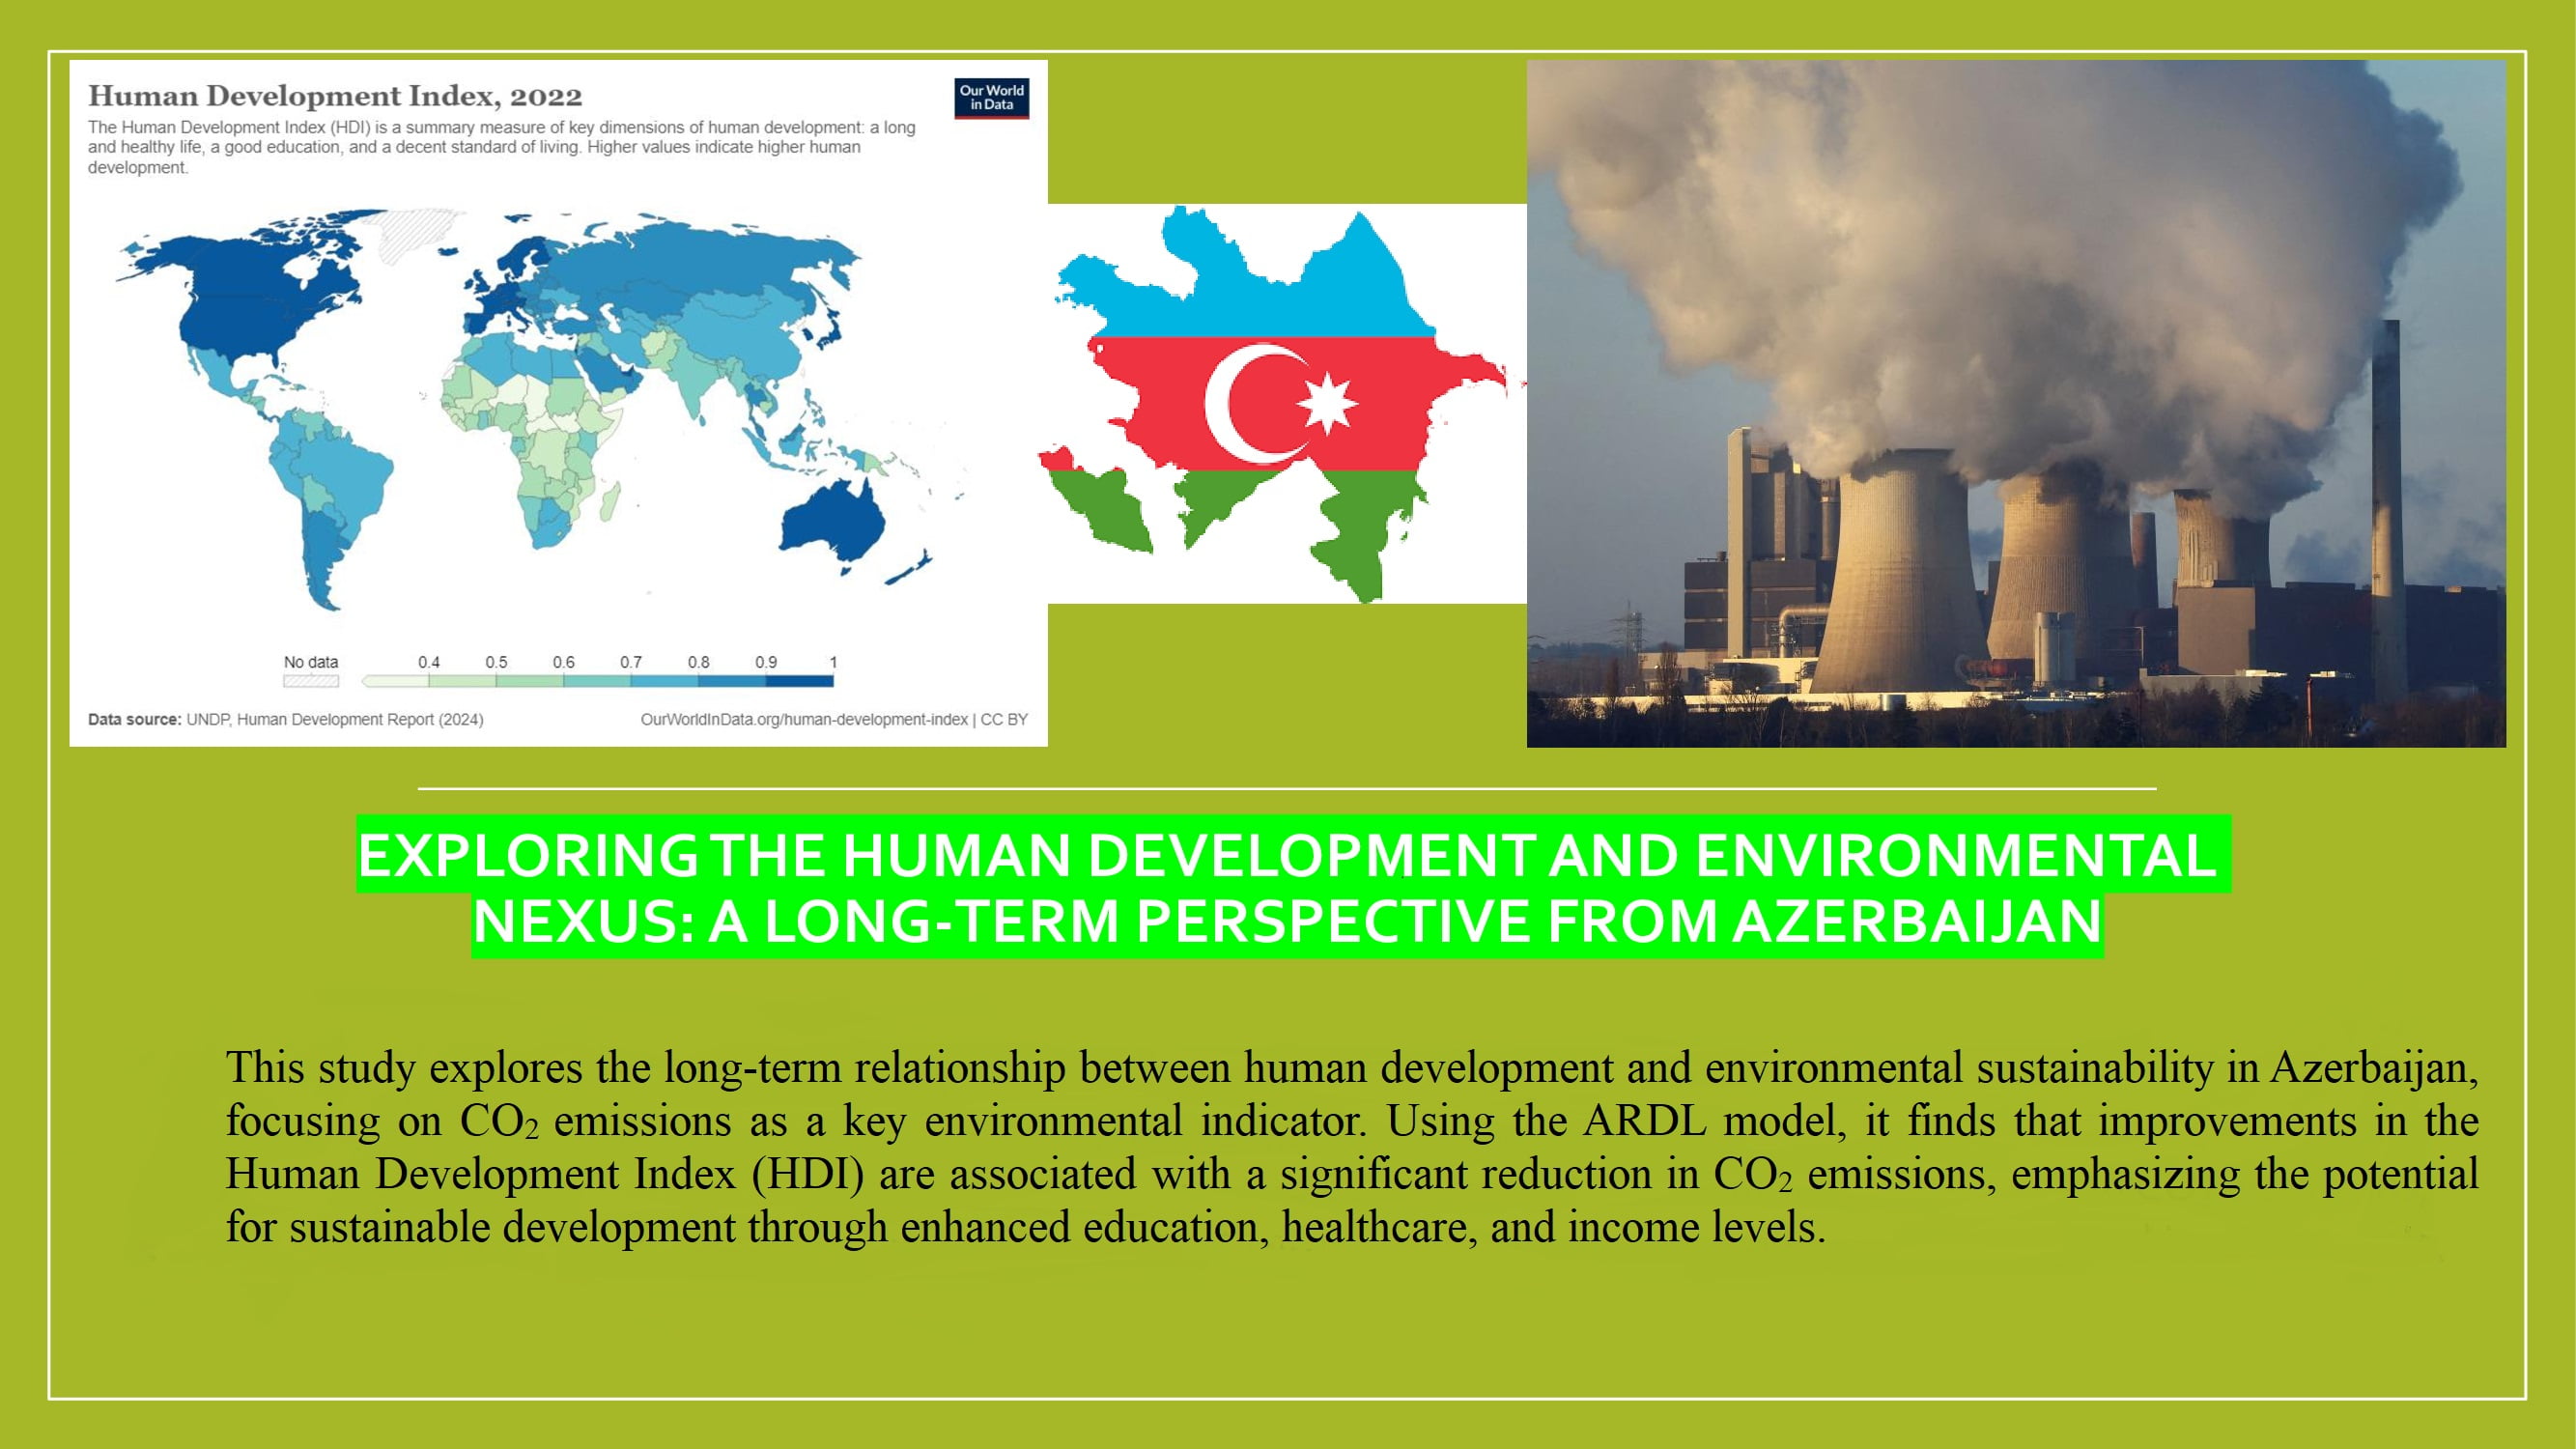 Human Development Index, 2022
Our World
in Data
The Human Development Index (HDI) is a summary measure of key dimensions of human development: a long
and healthy life, a good education, and a decent standard of living. Higher values indicate higher human
development.
No data
0.4 0.5 0.6 0.7 0.8 0.9 1
Data source: UNDP, Human Development Report (2024)
OurWorldInData.org/human-development-index | CC BY
EXPLORING THE HUMAN DEVELOPMENT AND ENVIRONMENTAL
NEXUS: A LONG-TERM PERSPECTIVE FROM AZERBAIJAN
This study explores the long-term relationship between human development and environmental sustainability in Azerbaijan,
focusing on CO₂ emissions as a key environmental indicator. Using the ARDL model, it finds that improvements in the
Human Development Index (HDI) are associated with a significant reduction in CO₂ emissions, emphasizing the potential
for sustainable development through enhanced education, healthcare, and income levels.